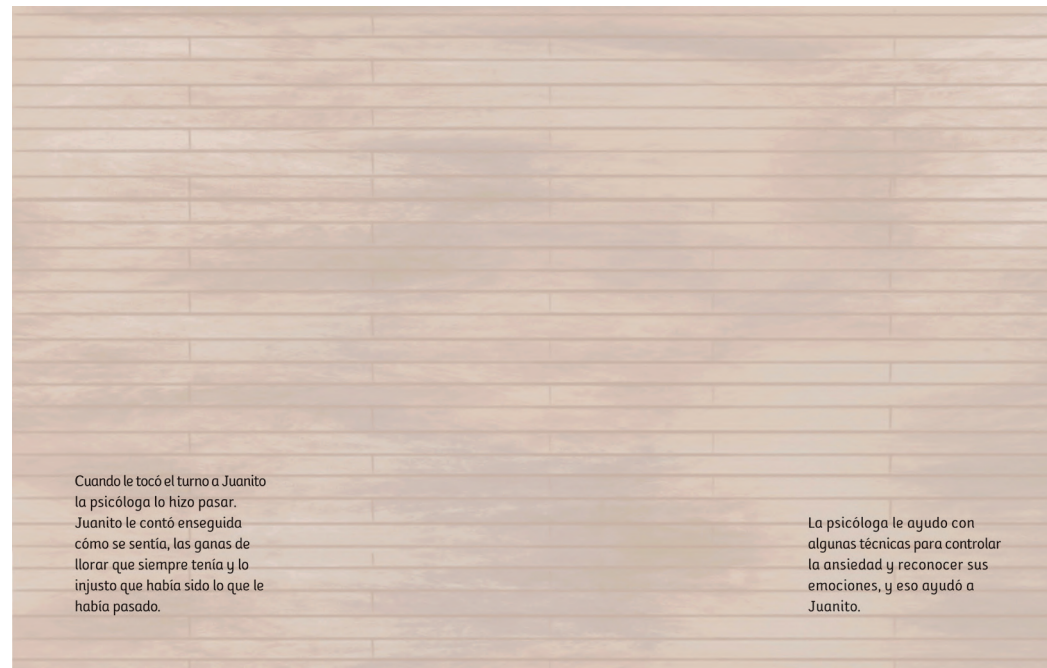 Cuando le tocó el turno a Juanito
la psicóloga lo hizo pasar.
Juanito le contó enseguida
cómo se sentía, las ganas de
llorar que siempre tenía y lo
injusto que había sido lo que le
había pasado.
La psicóloga le ayudo con
algunas técnicas para controlar
la ansiedad y reconocer sus
emociones, y eso ayudó a
Juanito.